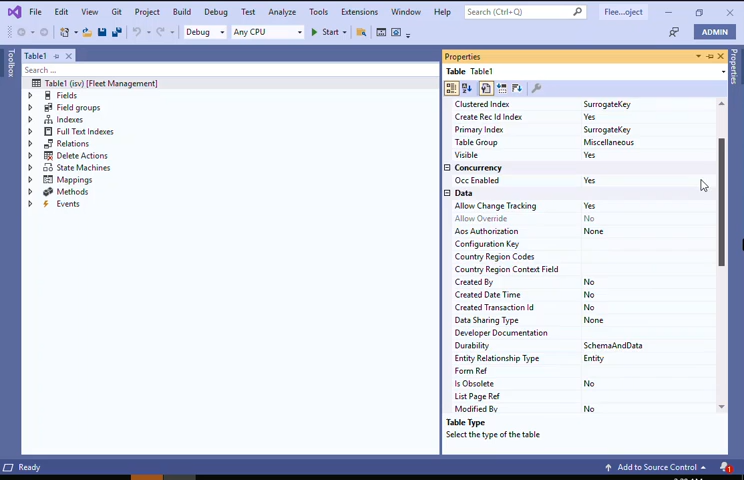 File Edit View Git Project Build Debug Test Analyze Tools Extensions Window Help Search (Ctrl+Q) Flee...oject
Debug Any CPU Start ADMIN
Toolbox
Table1
Search ...
Table1 (isv) [Fleet Management]
Fields
Field groups
Indexes
Full Text Indexes
Relations
Delete Actions
State Machines
Mappings
Methods
Events
Properties
Table Table1
Clustered Index SurrogateKey
Create Rec Id Index Yes
Primary Index SurrogateKey
Table Group Miscellaneous
Visible Yes
Concurrency
Occ Enabled Yes
Data
Allow Change Tracking Yes
Allow Override No
Aos Authorization None
Configuration Key
Country Region Codes
Country Region Context Field
Created By No
Created Date Time No
Created Transaction Id No
Data Sharing Type None
Developer Documentation
Durability SchemaAndData
Entity Relationship Type Entity
Form Ref
Is Obsolete No
List Page Ref
Modified By No
Table Type
Select the type of the table
Properties
Ready Add to Source Control 1